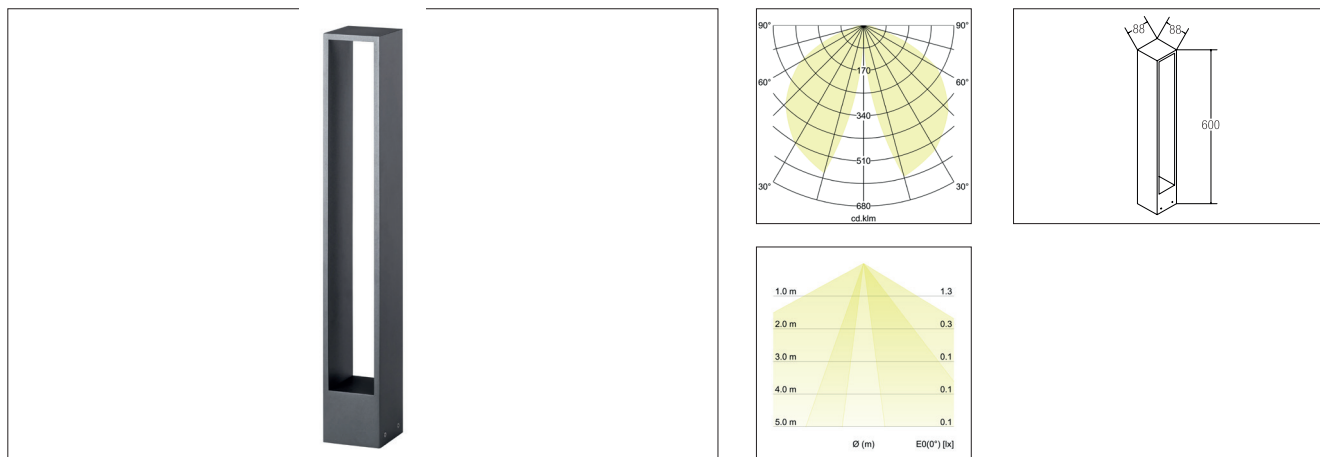 90° 90°
170
60° 60°
340
510
30° 30°
680
cd.klm
88 88
600
1.0 m 1.3
2.0 m 0.3
3.0 m 0.1
4.0 m 0.1
5.0 m 0.1
Ø (m) E0(0°) [lx]